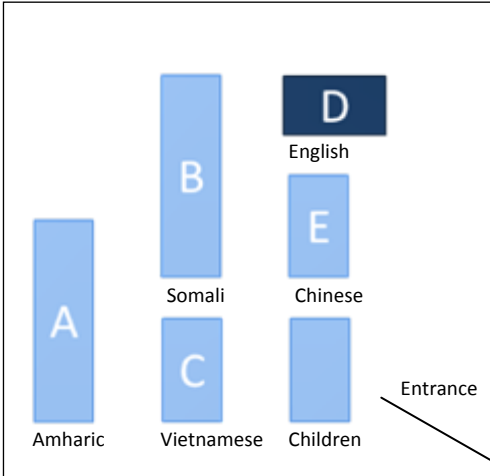 D
English
B
E
Somali
Chinese
A
C
Entrance
Amharic
Vietnamese
Children